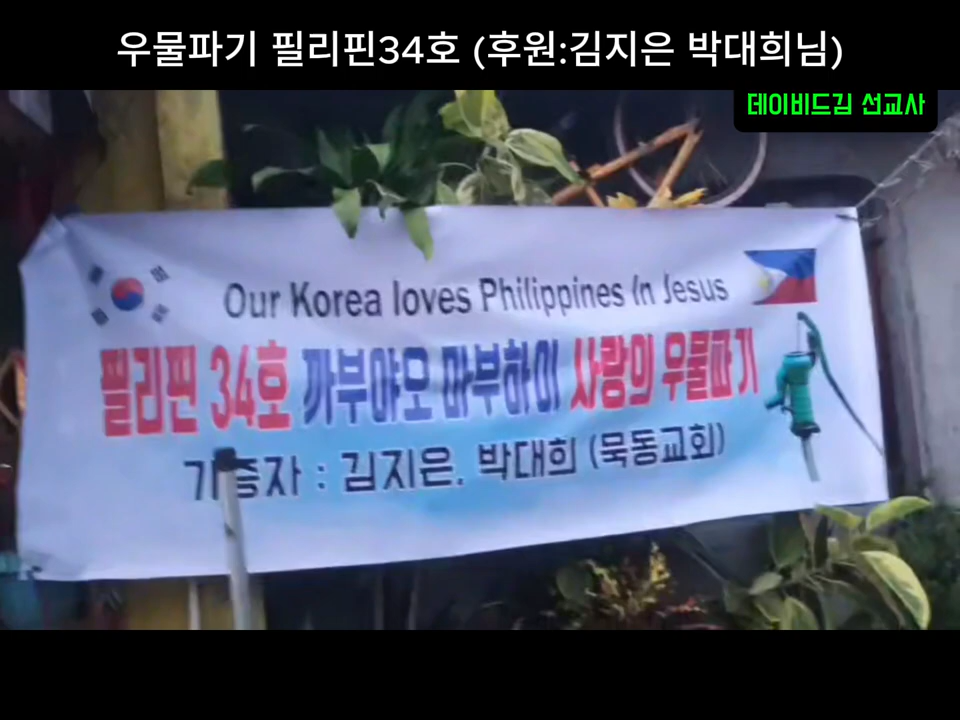 우물파기 필리핀34호 (후원:김지은 박대희님)
데이비드김 선교사
Our Korea loves Philippines In Jesus
필리핀 34호 까부야오 마부하이 사랑의 우물파기
기증자 : 김지은, 박대희 (묵동교회)